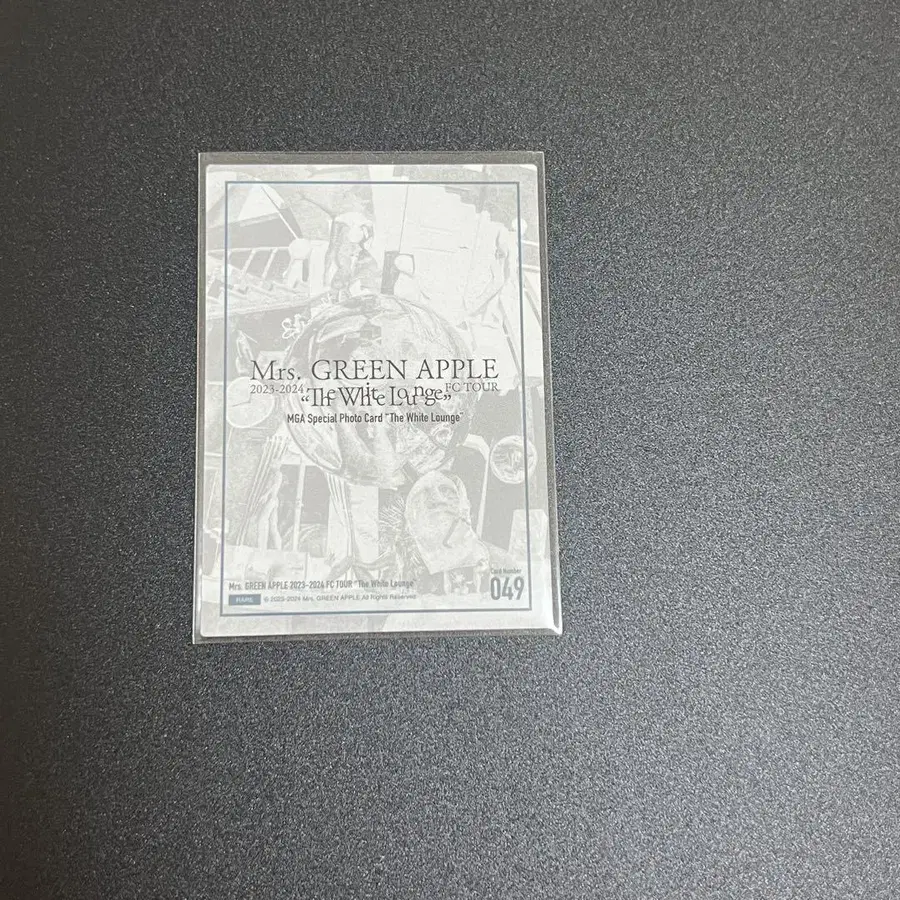 Mrs. GREEN APPLE
2023-2024 "The White Lounge" FC TOUR
MGA Special Photo Card "The White Lounge"
Mrs. GREEN APPLE 2023-2024 FC TOUR "The White Lounge"
RARE © 2023-2024 Mrs. GREEN APPLE All Rights Reserved
Card Number
049